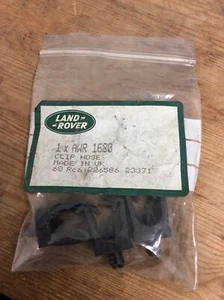 LAND-
-ROVER
1 x AWR 1680
CLIP HOSE
MADE IN UK